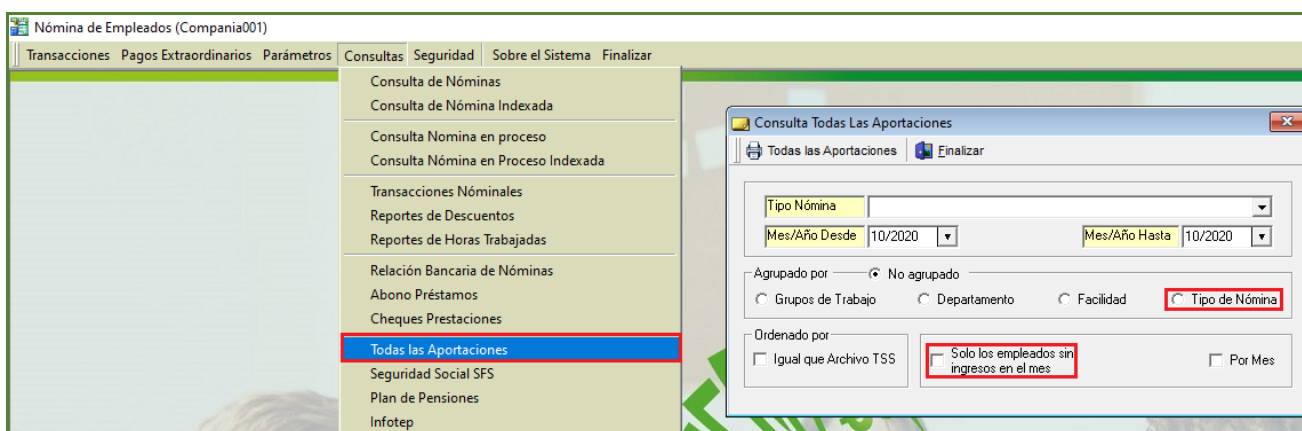 Nómina de Empleados (Compania001)
Transacciones Pagos Extraordinarios Parámetros Consultas Seguridad Sobre el Sistema Finalizar
Consulta de Nóminas
Consulta de Nómina Indexada
Consulta Nomina en proceso
Consulta Nómina en Proceso Indexada
Transacciones Nóminales
Reportes de Descuentos
Reportes de Horas Trabajadas
Relación Bancaria de Nóminas
Abono Préstamos
Cheques Prestaciones
Todas las Aportaciones
Seguridad Social SFS
Plan de Pensiones
Infotep
Consulta Todas Las Aportaciones
Todas las Aportaciones Finalizar
Tipo Nómina
Mes/Año Desde 10/2020 Mes/Año Hasta 10/2020
Agrupado por No agrupado
Grupos de Trabajo Departamento Facilidad Tipo de Nómina
Ordenado por
Igual que Archivo TSS
Solo los empleados sin
ingresos en el mes
Por Mes